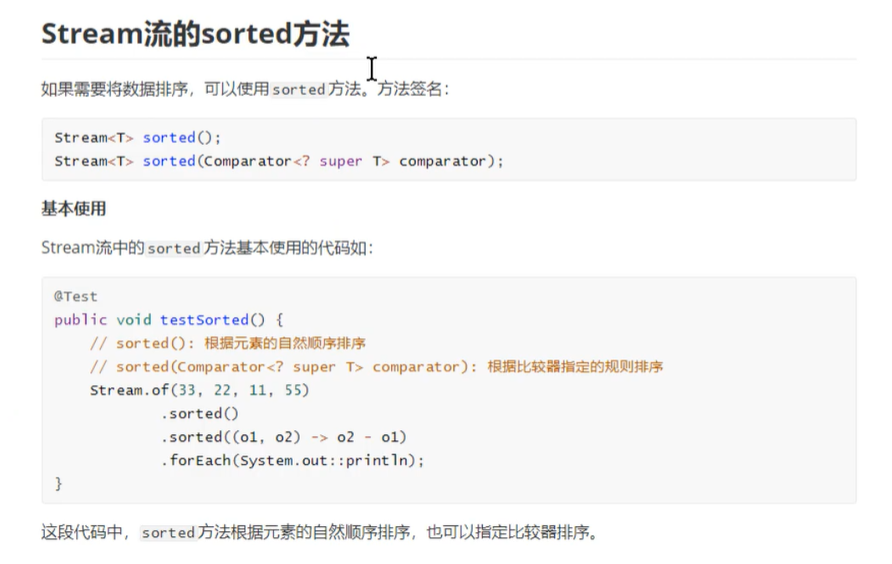 Stream流的sorted方法
如果需要将数据排序，可以使用sorted方法。方法签名：
Stream<T> sorted();
Stream<T> sorted(Comparator<? super T> comparator);
基本使用
Stream流中的sorted方法基本使用的代码如：
@Test
public void testSorted() {
    // sorted(): 根据元素的自然顺序排序
    // sorted(Comparator<? super T> comparator): 根据比较器指定的规则排序
    Stream.of(33, 22, 11, 55)
            .sorted()
            .sorted((o1, o2) -> o2 - o1)
            .forEach(System.out::println);
}
这段代码中，sorted方法根据元素的自然顺序排序，也可以指定比较器排序。